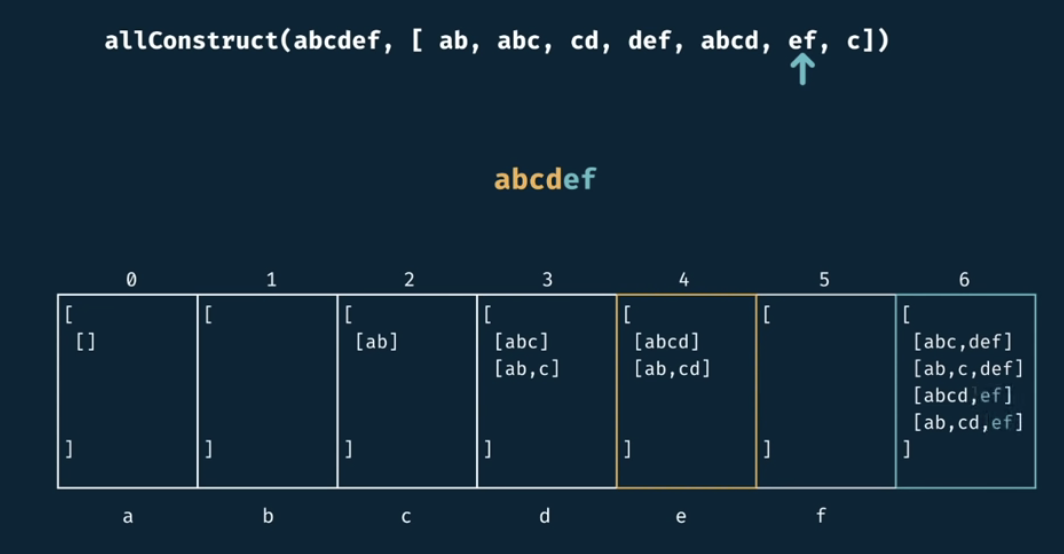 allConstruct(abcdef, [ ab, abc, cd, def, abcd, ef, c])
abcdef
0 1 2 3 4 5 6
[ [ [ [ [ [ [
[] [ab] [abc] [abcd] [abc,def]
[ab,c] [ab,cd] [ab,c,def]
[abcd,ef]
[ab,cd,ef]
] ] ] ] ] ] ]
a b c d e f